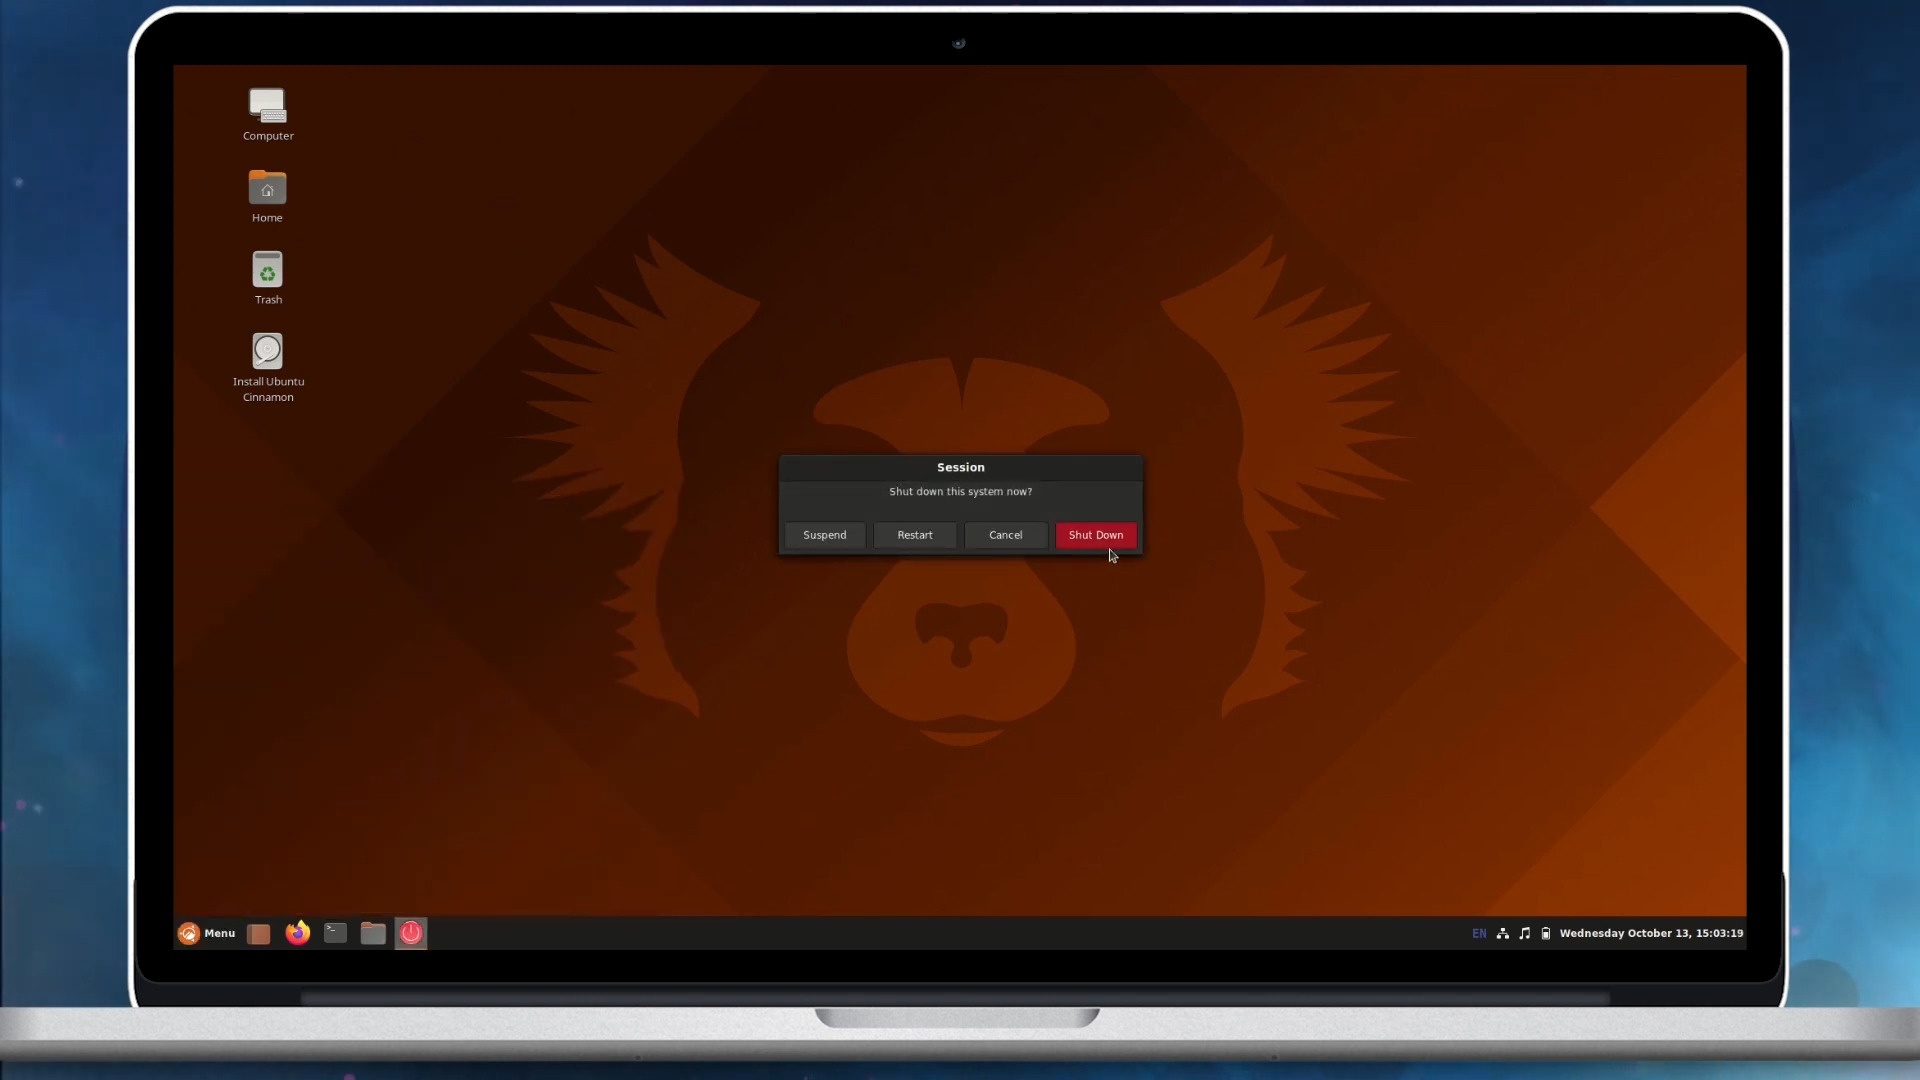 Computer
Home
Trash
Install Ubuntu
Cinnamon
Session
Shut down this system now?
Suspend Restart Cancel Shut Down
Menu EN Wednesday October 13, 15:03:19